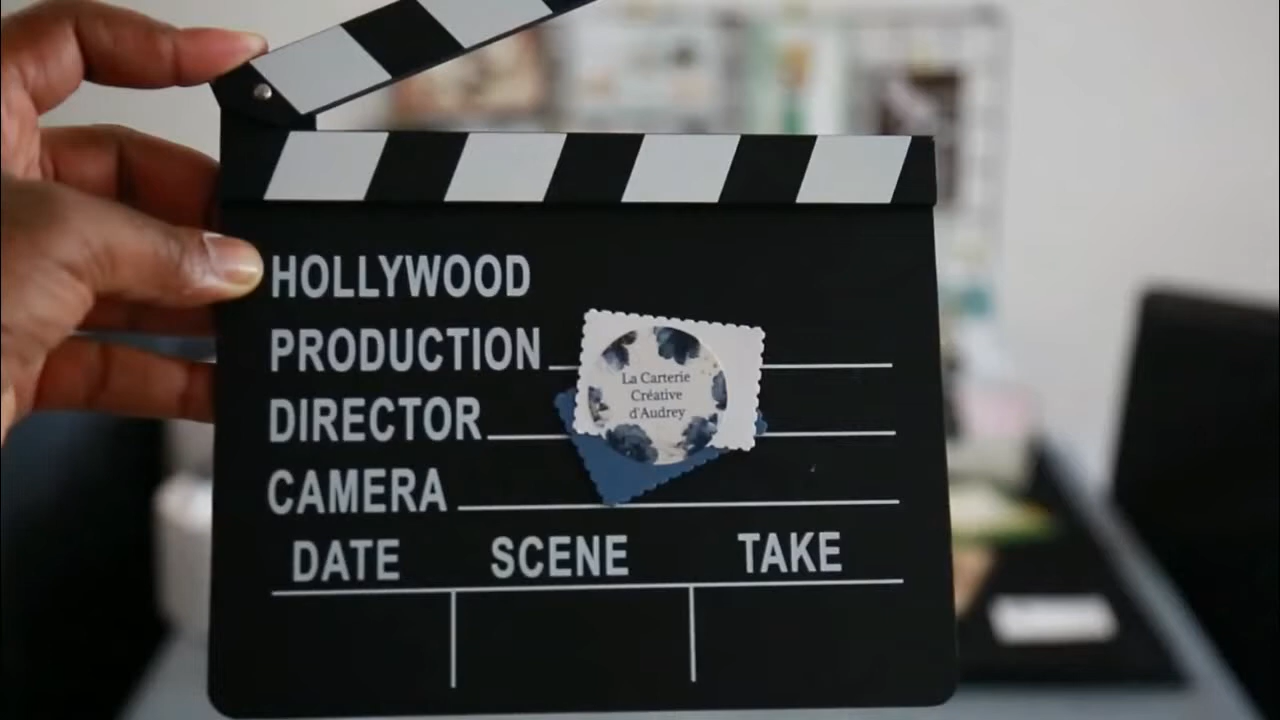 HOLLYWOOD
PRODUCTION
DIRECTOR
CAMERA
La Carterie
Créative
d'Audrey
DATE SCENE TAKE